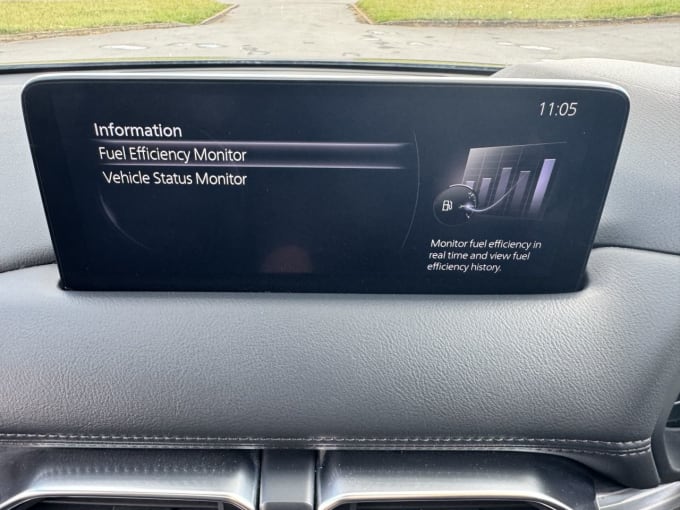 11:05
Information
Fuel Efficiency Monitor
Vehicle Status Monitor
Monitor fuel efficiency in
real time and view fuel
efficiency history.